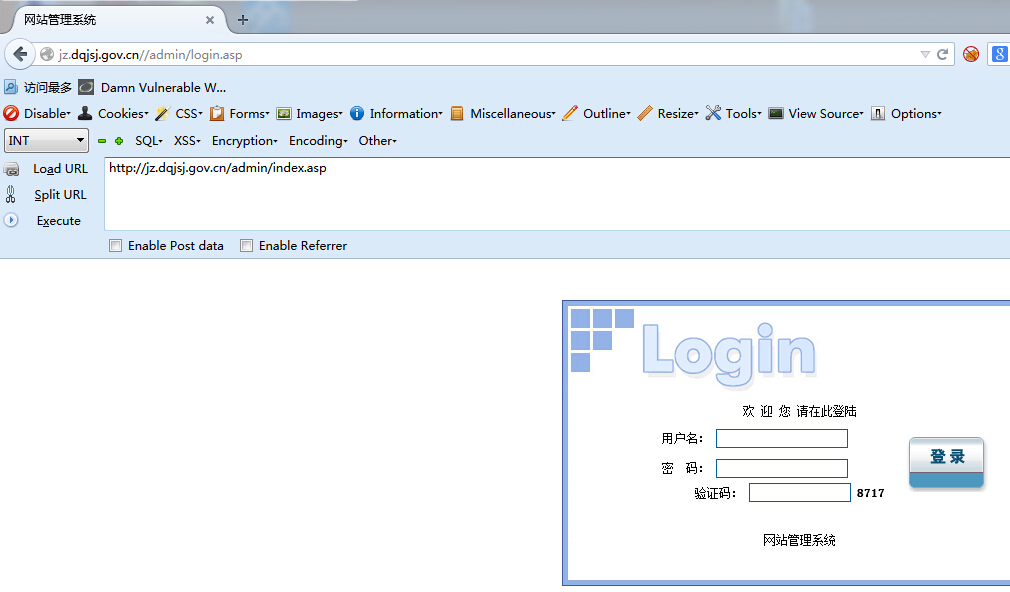 网站管理系统
jz.dqjsj.gov.cn//admin/login.asp
8
访问最多 Damn Vulnerable W...
Disable Cookies CSS Forms Images Information Miscellaneous Outline Resize Tools View Source Options
INT SQL XSS Encryption Encoding Other
Load URL http://jz.dqjsj.gov.cn/admin/index.asp
Split URL
Execute
Enable Post data Enable Referrer
Login
欢 迎 您 请在此登陆
用户名：
密 码：
登 录
验证码： 8717
网站管理系统